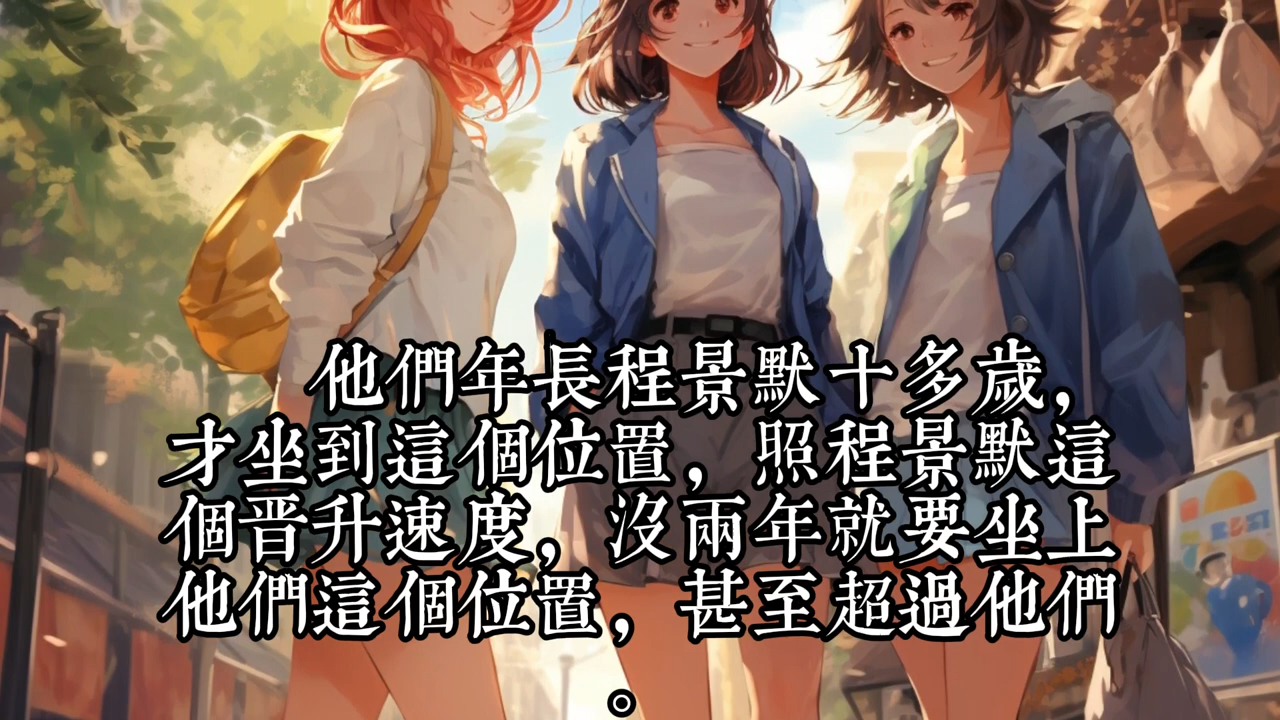 他們年長程景默十多歲，
才坐到這個位置，照程景默這
個晋升速度，沒兩年就要坐上
他們這個位置，甚至超過他們
。